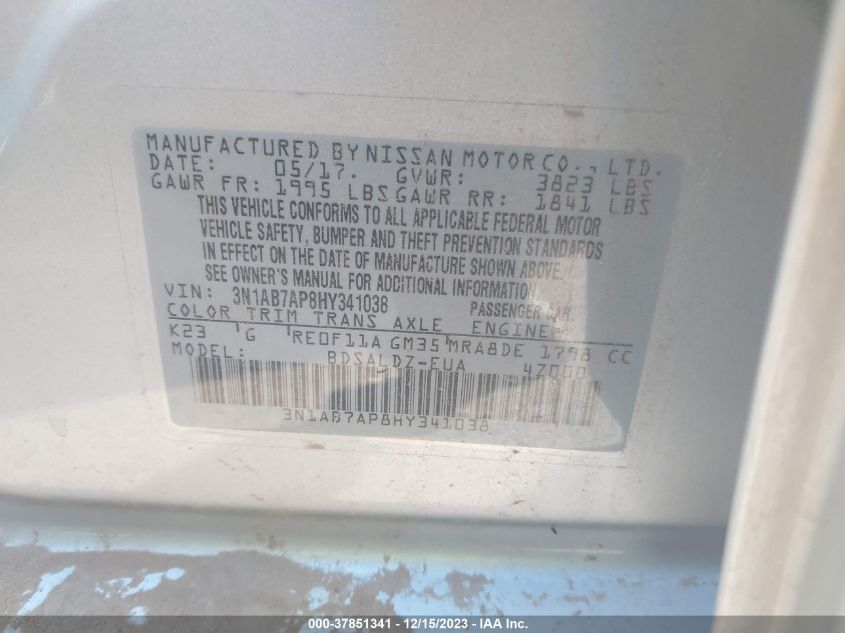 MANUFACTURED BY NISSAN MOTOR CO., LTD.
DATE: 05/17. GVWR: 3823 LBS
GAWR FR: 1995 LBS GAWR RR: 1841 LBS
THIS VEHICLE CONFORMS TO ALL APPLICABLE FEDERAL MOTOR
VEHICLE SAFETY, BUMPER AND THEFT PREVENTION STANDARDS
IN EFFECT ON THE DATE OF MANUFACTURE SHOWN ABOVE.
SEE OWNER'S MANUAL FOR ADDITIONAL INFORMATION.
VIN: 3N1AB7AP8HY341038 PASSENGER CAR
COLOR TRIM TRANS AXLE ENGINE
K23 G RE0F11A GM35 MRA8DE 1798 CC
MODEL: BDSALDZ-EUA 4Z000
3N1AB7AP8HY341038
000-37851341 - 12/15/2023 - IAAI.com